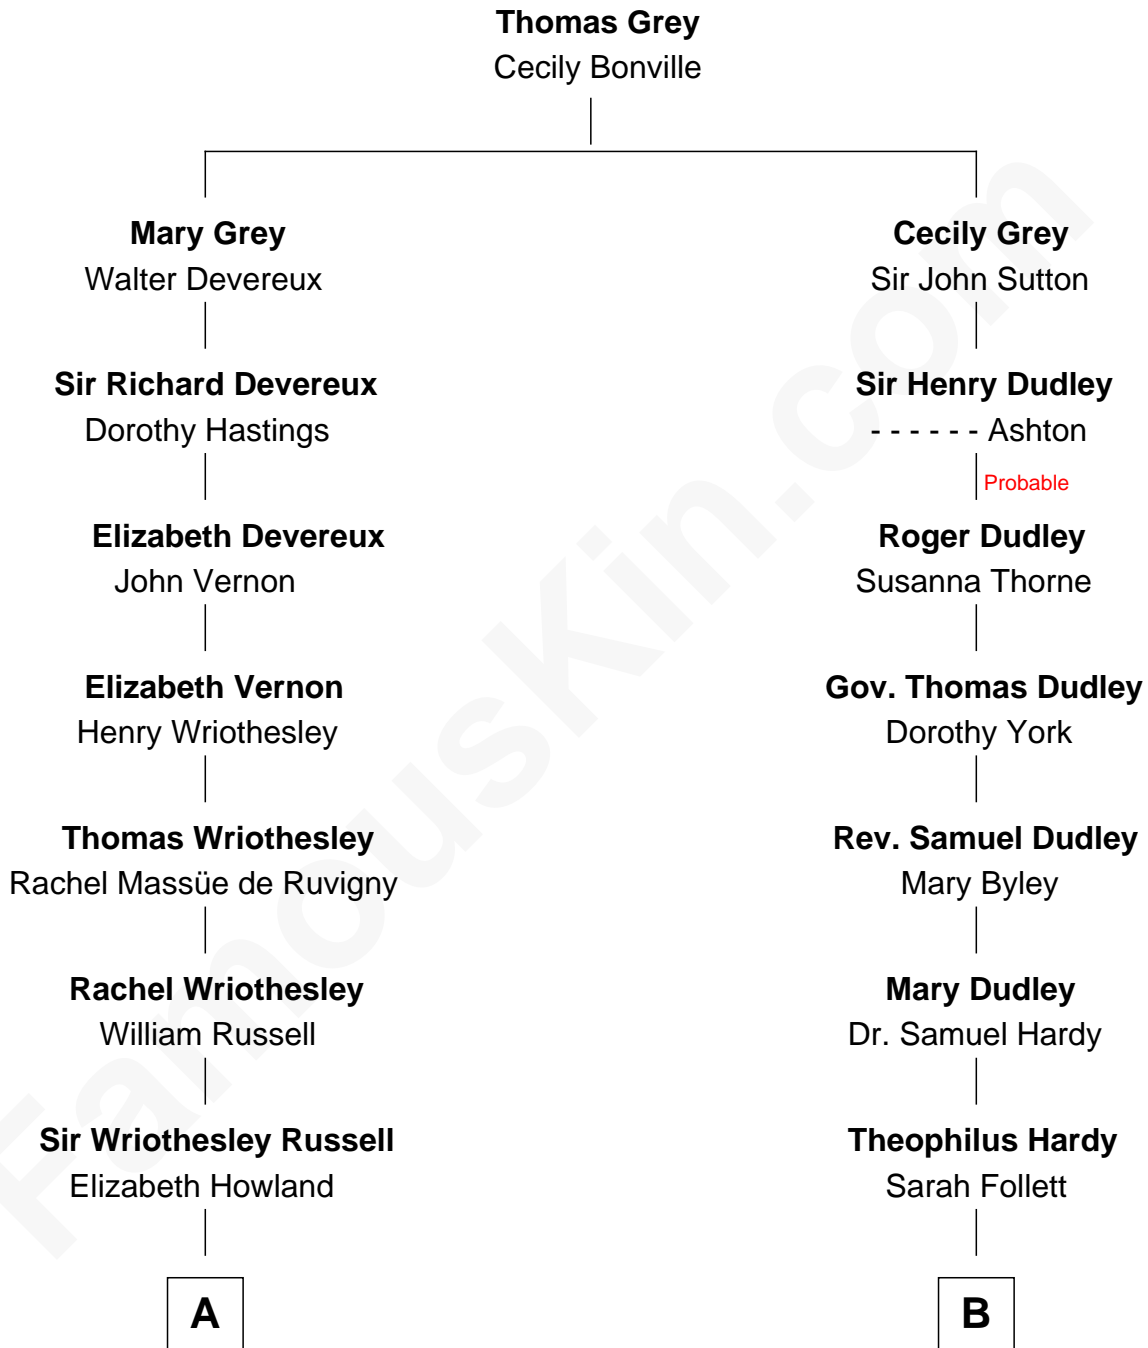 Thomas Grey
Cecily Bonville
Mary Grey
Walter Devereux
Cecily Grey
Sir John Sutton
Sir Richard Devereux
Dorothy Hastings
Sir Henry Dudley
- - - - - - Ashton
Probable
Elizabeth Devereux
John Vernon
Roger Dudley
Susanna Thorne
Elizabeth Vernon
Henry Wriothesley
Gov. Thomas Dudley
Dorothy York
Thomas Wriothesley
Rachel Massüe de Ruvigny
Rev. Samuel Dudley
Mary Byley
Rachel Wriothesley
William Russell
Mary Dudley
Dr. Samuel Hardy
Sir Wriothesley Russell
Elizabeth Howland
Theophilus Hardy
Sarah Follett
A
B
FamousKin.com